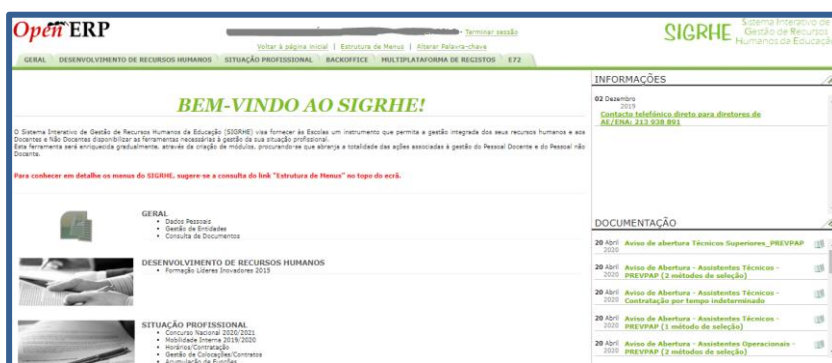 Open ERP
Terminar sessão
Voltar à página inicial | Estrutura de Menus | Alterar Palavra-chave
SIGRHE
Sistema Interativo de
Gestão de Recursos
Humanos da Educação
GERAL DESENVOLVIMENTO DE RECURSOS HUMANOS SITUAÇÃO PROFISSIONAL BACKOFFICE MULTIPLATAFORMA DE REGISTOS E72
BEM-VINDO AO SIGRHE!
O Sistema Interativo de Gestão de Recursos Humanos da Educação (SIGRHE) visa fornecer às Escolas um instrumento que permita a gestão integrada dos seus recursos humanos e aos
Docentes e Não Docentes disponibilizar as ferramentas necessárias à gestão da sua situação profissional.
Esta ferramenta será enriquecida gradualmente, através da criação de módulos, procurando-se que abrenja a totalidade das ações associadas à gestão do Pessoal Docente e do Pessoal não
Docente.
Para conhecer em detalhe os menus do SIGRHE, sugere-se a consulta do link "Estrutura de Menus" no topo do ecrã.
GERAL
• Dados Pessoais
• Gestão de Entidades
• Consulta de Documentos
DESENVOLVIMENTO DE RECURSOS HUMANOS
• Formação Líderes Inovadores 2015
SITUAÇÃO PROFISSIONAL
• Concurso Nacional 2020/2021
• Mobilidade Interna 2019/2020
• Horários/Contratação
• Gestão de Colocações/Contratos
• Acumulação de Funções
INFORMAÇÕES
02 Dezembro
2019
Contacto telefónico direto para diretores de
AE/ENA: 213 938 891
DOCUMENTAÇÃO
20 Abril 2020 Aviso de abertura Técnicos Superiores_PREVPAP
20 Abril Aviso de Abertura - Assistentes Técnicos -
2020 PREVPAP (2 métodos de seleção)
20 Abril Aviso de Abertura - Assistentes Técnicos -
2020 Contratação por tempo indeterminado
20 Abril Aviso de Abertura - Assistentes Técnicos -
2020 PREVPAP (1 método de seleção)
20 Abril Aviso de Abertura - Assistentes Operacionais -
2020 PREVPAP (2 métodos de seleção)